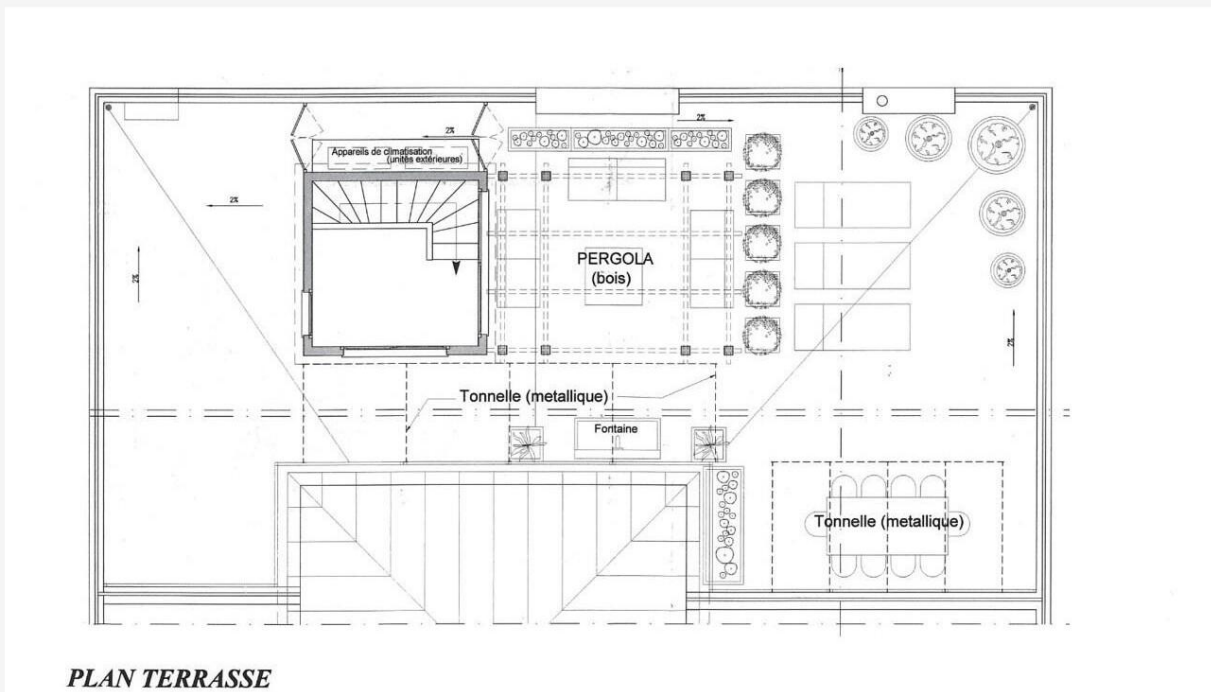 2%
2%
Appareils de climatisation
(unités extérieures)
2%
2%
PERGOLA
(bois)
2%
Tonnelle (metallique)
Fontaine
Tonnelle (metallique)
PLAN TERRASSE